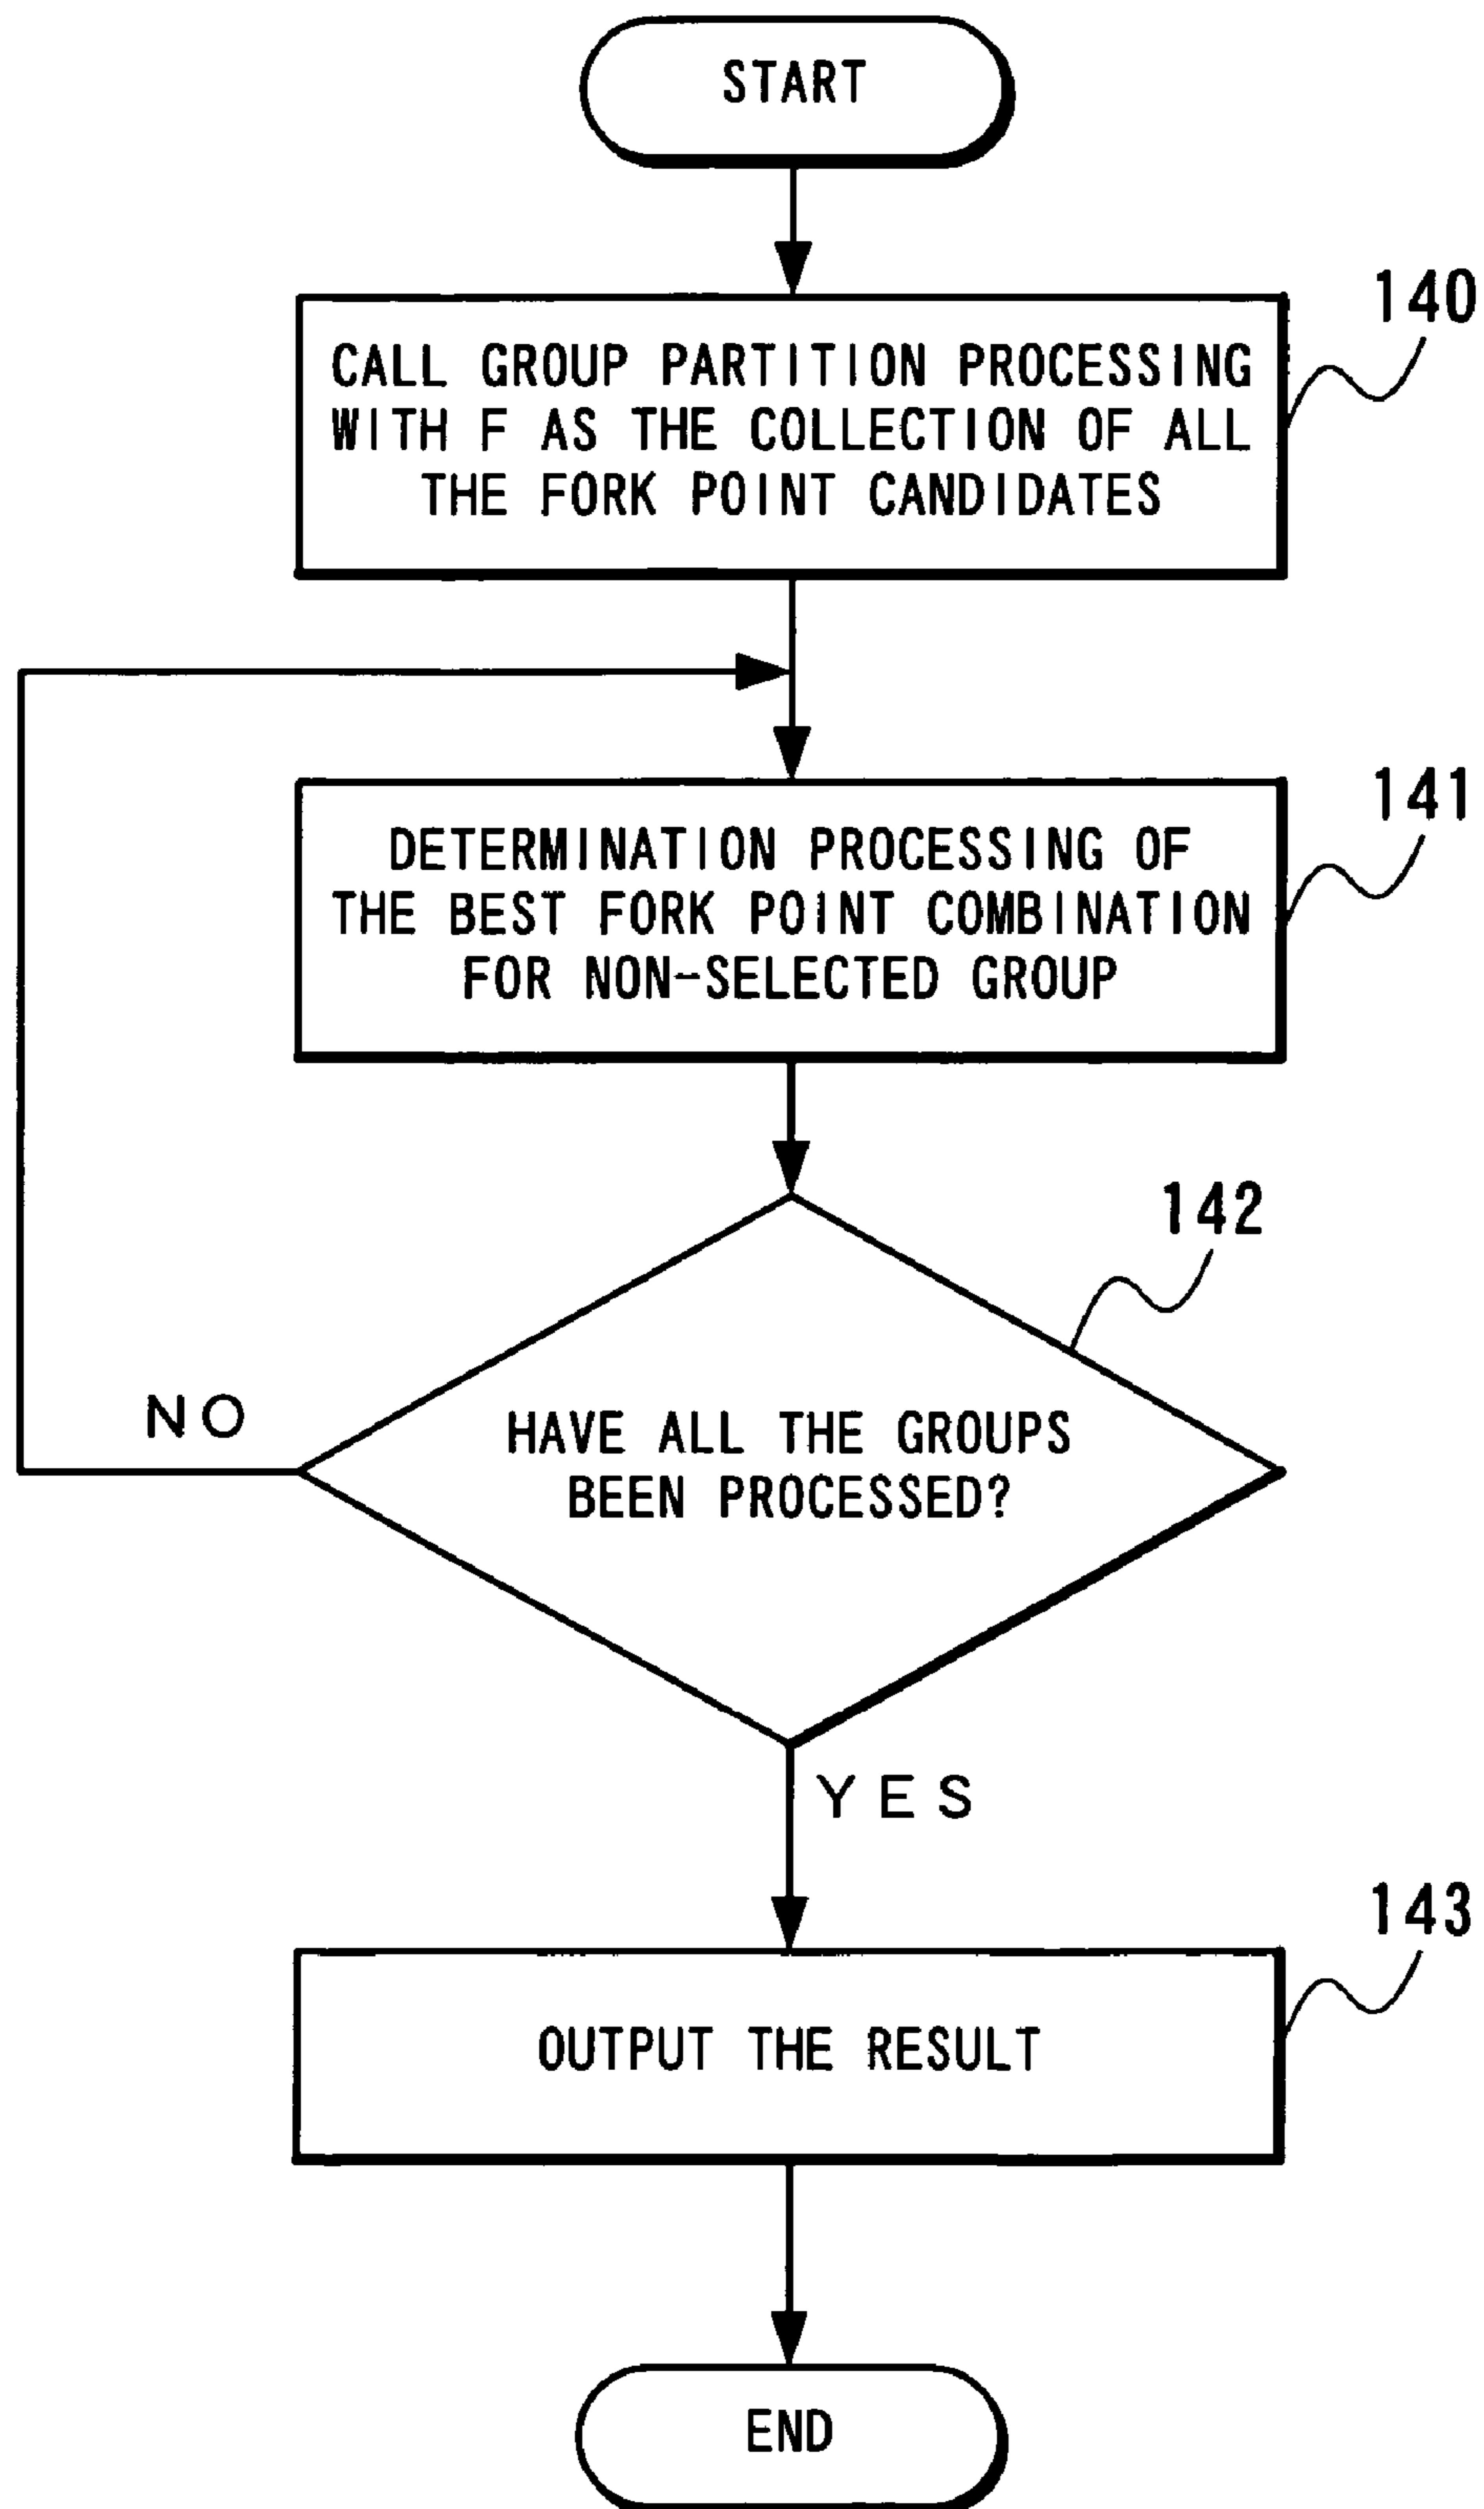 START
140
CALL GROUP PARTITION PROCESSING
WITH F AS THE COLLECTION OF ALL
THE FORK POINT CANDIDATES
141
DETERMINATION PROCESSING OF
THE BEST FORK POINT COMBINATION
FOR NON-SELECTED GROUP
142
HAVE ALL THE GROUPS
BEEN PROCESSED?
NO
YES
143
OUTPUT THE RESULT
END